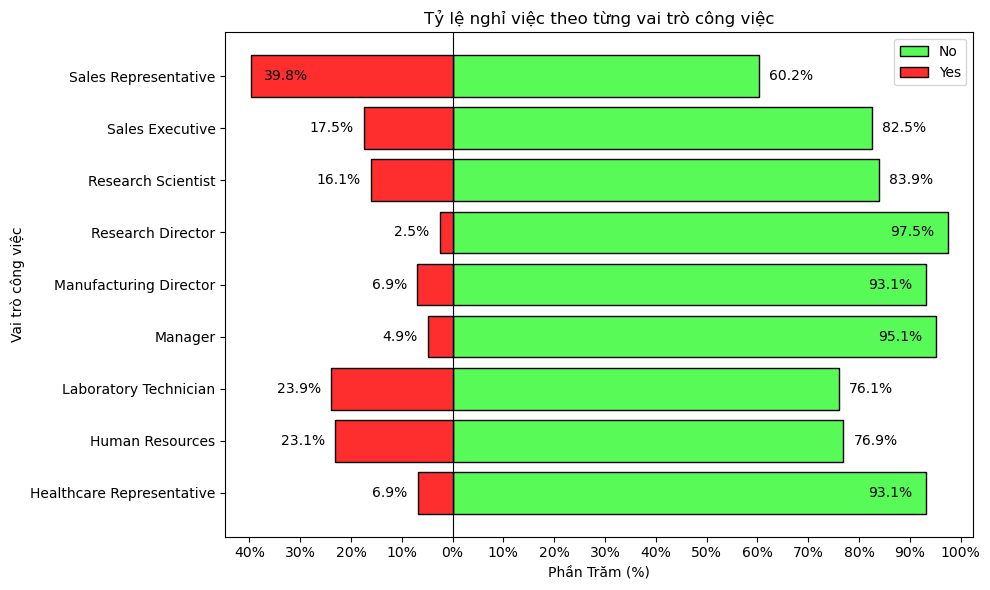 Tỷ lệ nghỉ việc theo từng vai trò công việc
No
Yes
Vai trò công việc
Sales Representative 39.8% 60.2%
Sales Executive 17.5% 82.5%
Research Scientist 16.1% 83.9%
Research Director 2.5% 97.5%
Manufacturing Director 6.9% 93.1%
Manager 4.9% 95.1%
Laboratory Technician 23.9% 76.1%
Human Resources 23.1% 76.9%
Healthcare Representative 6.9% 93.1%
40% 30% 20% 10% 0% 10% 20% 30% 40% 50% 60% 70% 80% 90% 100%
Phần Trăm (%)